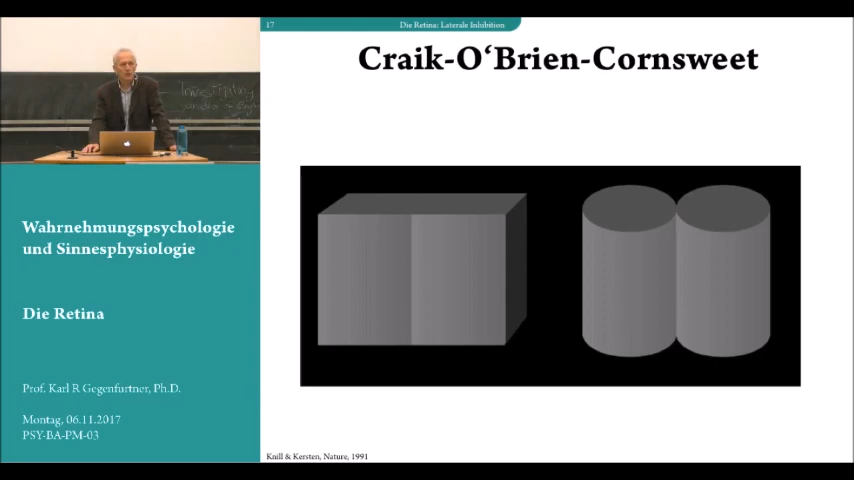 17
Die Retina: Laterale Inhibition
Craik-O‘Brien-Cornsweet
Wahrnehmungspsychologie
und Sinnesphysiologie
Die Retina
Prof. Karl R Gegenfurtner, Ph.D.
Montag, 06.11.2017
PSY-BA-PM-03
Knill & Kersten, Nature, 1991